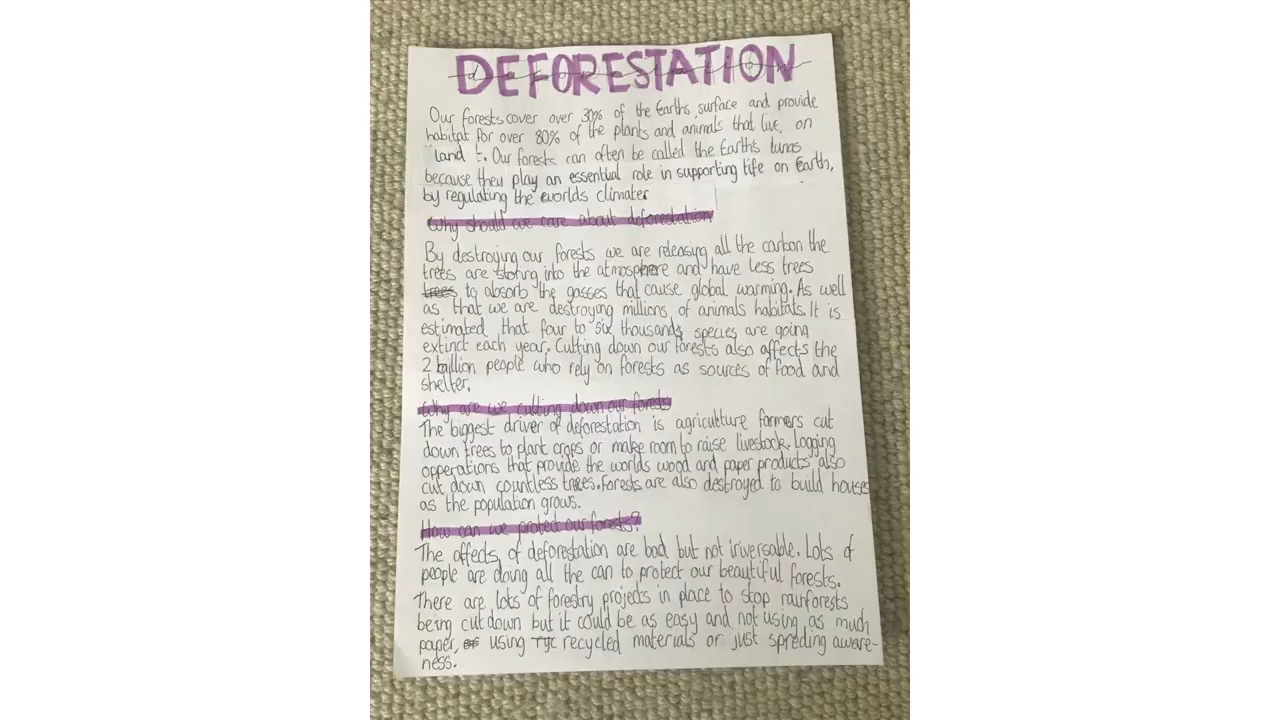 DEFORESTATION
deforestation
Our forests cover over 30% of the Earths surface and provide
habitat for over 80% of the plants and animals that live on
land t. Our forests can often be called the Earth's lungs
because they play an essential role in supporting life on Earth,
by regulating the worlds climate.
Why should we care about deforestation
By destroying our forests we are releasing all the carbon the
trees are storing into the atmosphere and have less trees
trees to absorb the gasses that cause global warming. As well
as that we are destroying millions of animals habitats. It is
estimated that four to six thousands species are going
extinct each year. Cutting down our forests also affects the
2 billion people who rely on forests as sources of food and
shelter.
Why are we cutting down our forests
The biggest driver of deforestation is agriculture farmers cut
down trees to plant crops or make room to raise livestock. Logging
opperations that provide the worlds wood and paper products also
cut down countless trees. Forests are also destroyed to build houses
as the population grows.
How can we protect our forests?
The affects of deforestation are bad but not iriversable. Lots of
people are doing all the can to protect our beautiful forests.
There are lots of forestry projects in place to stop rainforests
being cut down but it could be as easy and not using as much
paper, using recycled materials or just spreding aware-
ness.